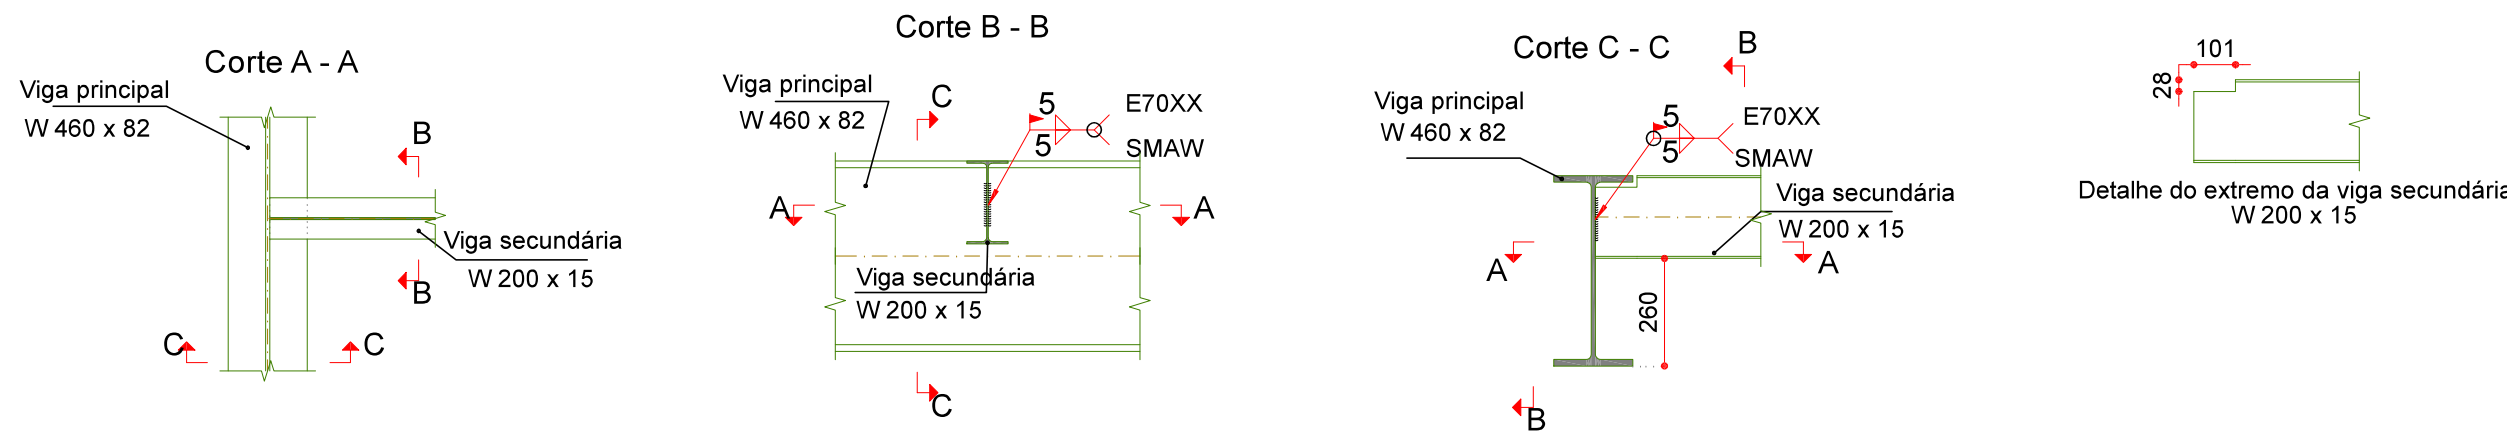 Corte A - A
Viga principal
W 460 x 82
B
Viga secundária
W 200 x 15
B
C
C
Corte B - B
Viga principal
W 460 x 82
C
5
5
E70XX
SMAW
A
A
Viga secundária
W 200 x 15
C
Corte C - C
B
Viga principal
W 460 x 82
5
5
E70XX
SMAW
Viga secundária
W 200 x 15
A
A
260
B
101
28
Detalhe do extremo da viga secundária
W 200 x 15